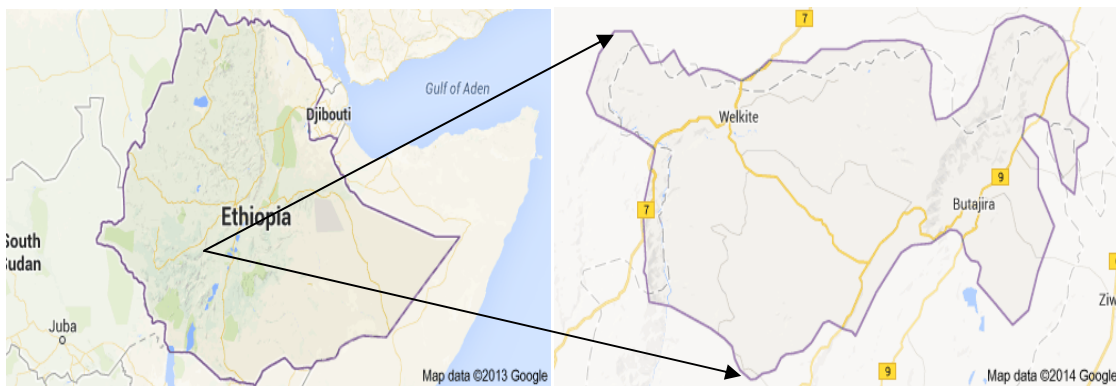 Gulf of Aden
Djibouti
Ethiopia
South
Sudan
Juba
Map data ©2013 Google
7
Welkite
9
7
Butajira
Ziw
9
Map data ©2014 Google